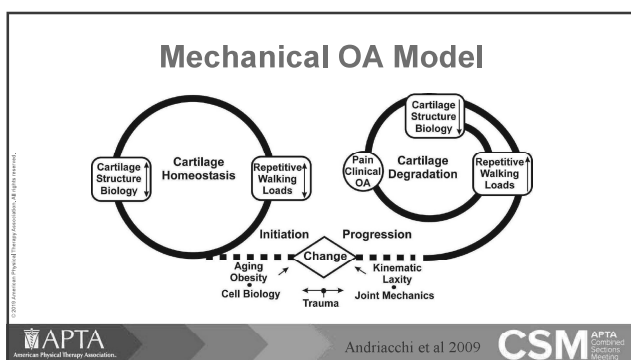 Mechanical OA Model
Cartilage
Structure
Biology
Cartilage
Homeostasis
Repetitive
Walking
Loads
Cartilage
Structure
Biology
Pain
Clinical
OA
Cartilage
Degradation
Repetitive
Walking
Loads
Initiation
Progression
Change
Aging
Obesity
Cell Biology
Kinematic
Laxity
Joint Mechanics
Trauma
© 2019 American Physical Therapy Association. All rights reserved.
APTA
American Physical Therapy Association.
Andriacchi et al 2009
CSM
APTA
Combined
Sections
Meeting